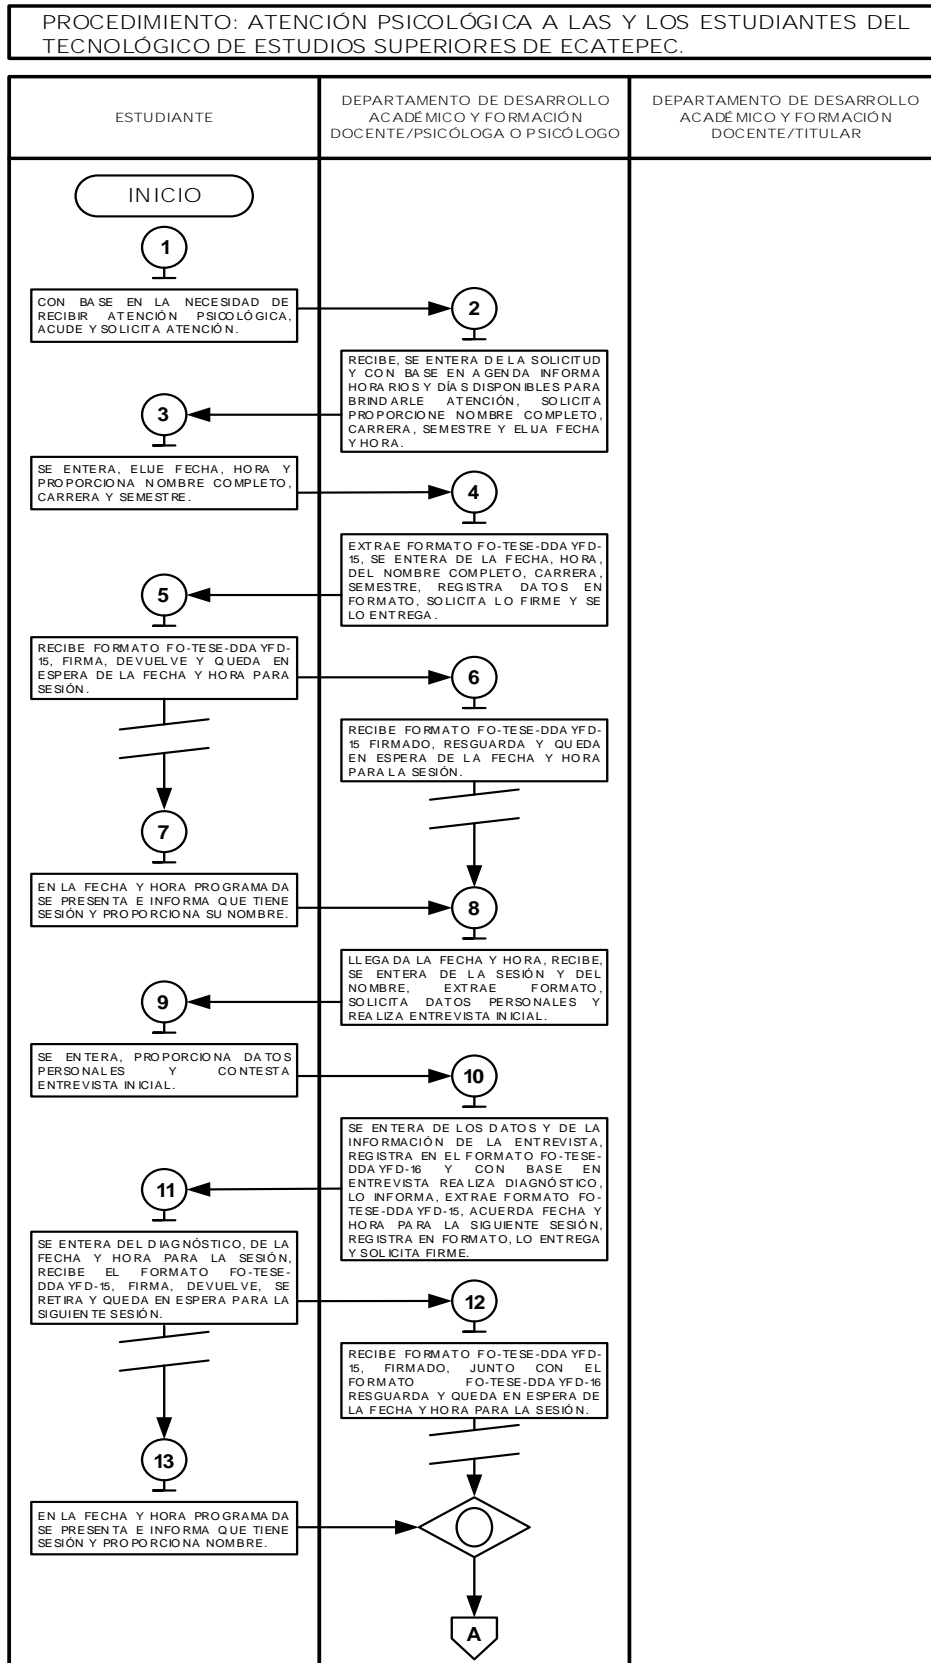 PROCEDIMIENTO: ATENCIÓN PSICOLÓGICA A LAS Y LOS ESTUDIANTES DEL
TECNOLÓGICO DE ESTUDIOS SUPERIORES DE ECATEPEC.
ESTUDIANTE
DEPARTAMENTO DE DESARROLLO
ACADÉMICO Y FORMACIÓN
DOCENTE/PSICÓLOGA O PSICÓLOGO
DEPARTAMENTO DE DESARROLLO
ACADÉMICO Y FORMACIÓN
DOCENTE/TITULAR
INICIO
1
CON BASE EN LA NECESIDAD DE
RECIBIR ATENCIÓN PSICOLÓGICA,
ACUDE Y SOLICITA ATENCIÓN.
2
RECIBE, SE ENTERA DE LA SOLICITUD
Y CON BASE EN AGENDA INFORMA
HORARIOS Y DÍAS DISPONIBLES PARA
BRINDARLE ATENCIÓN, SOLICITA
PROPORCIONE NOMBRE COMPLETO,
CARRERA, SEMESTRE Y ELIJA FECHA
Y HORA.
3
SE ENTERA, ELIJE FECHA, HORA Y
PROPORCIONA NOMBRE COMPLETO,
CARRERA Y SEMESTRE.
4
EXTRAE FORMATO FO-TESE-DDAYFD-
15, SE ENTERA DE LA FECHA, HORA,
DEL NOMBRE COMPLETO, CARRERA,
SEMESTRE, REGISTRA DATOS EN
FORMATO, SOLICITA LO FIRME Y SE
LO ENTREGA.
5
RECIBE FORMATO FO-TESE-DDAYFD-
15, FIRMA, DEVUELVE Y QUEDA EN
ESPERA DE LA FECHA Y HORA PARA
SESIÓN.
6
RECIBE FORMATO FO-TESE-DDAYFD-
15 FIRMADO, RESGUARDA Y QUEDA
EN ESPERA DE LA FECHA Y HORA
PARA LA SESIÓN.
7
EN LA FECHA Y HORA PROGRAMADA
SE PRESENTA E INFORMA QUE TIENE
SESIÓN Y PROPORCIONA SU NOMBRE.
8
LLEGADA LA FECHA Y HORA, RECIBE,
SE ENTERA DE LA SESIÓN Y DEL
NOMBRE, EXTRAE FORMATO,
SOLICITA DATOS PERSONALES Y
REALIZA ENTREVISTA INICIAL.
9
SE ENTERA, PROPORCIONA DATOS
PERSONALES Y CONTESTA
ENTREVISTA INICIAL.
10
SE ENTERA DE LOS DATOS Y DE LA
INFORMACIÓN DE LA ENTREVISTA,
REGISTRA EN EL FORMATO FO-TESE-
DDAYFD-16 Y CON BASE EN
ENTREVISTA REALIZA DIAGNÓSTICO,
LO INFORMA, EXTRAE FORMATO FO-
TESE-DDAYFD-15, ACUERDA FECHA Y
HORA PARA LA SIGUIENTE SESIÓN,
REGISTRA EN FORMATO, LO ENTREGA
Y SOLICITA FIRME.
11
SE ENTERA DEL DIAGNÓSTICO, DE LA
FECHA Y HORA PARA LA SESIÓN,
RECIBE EL FORMATO FO-TESE-
DDAYFD-15, FIRMA, DEVUELVE, SE
RETIRA Y QUEDA EN ESPERA PARA LA
SIGUIENTE SESIÓN.
12
RECIBE FORMATO FO-TESE-DDAYFD-
15, FIRMADO, JUNTO CON EL
FORMATO FO-TESE-DDAYFD-16
RESGUARDA Y QUEDA EN ESPERA DE
LA FECHA Y HORA PARA LA SESIÓN.
13
EN LA FECHA Y HORA PROGRAMADA
SE PRESENTA E INFORMA QUE TIENE
SESIÓN Y PROPORCIONA NOMBRE.
A